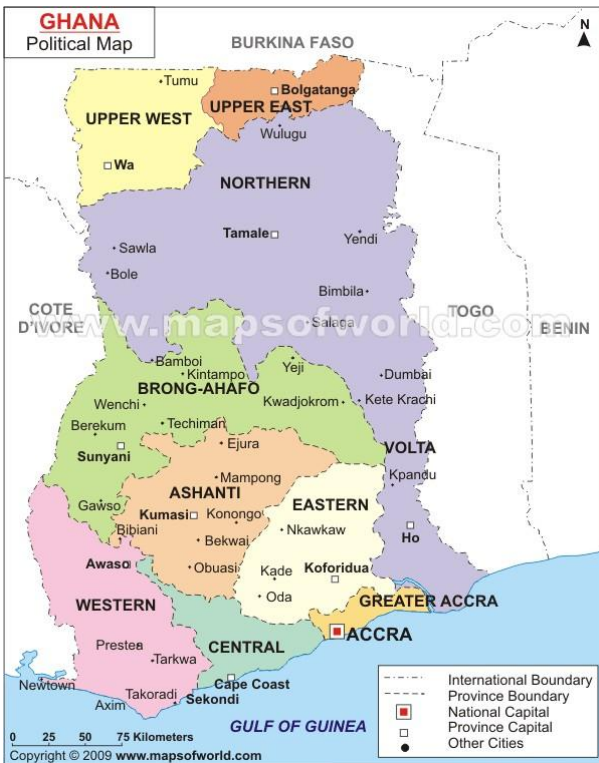 GHANA
Political Map
N
BURKINA FASO
Tumu
Bolgatanga
UPPER EAST
UPPER WEST
Wulugu
Wa
NORTHERN
Tamale
Yendi
Sawla
Bole
Bimbila
COTE
D'IVORE
TOGO
BENIN
www.mapsofworld.com
Salaga
Bamboi
Kintampo
Yeji
Dumbai
BRONG-AHAFO
Wenchi
Kwadjokrom
Kete Krachi
Techiman
Berekum
Ejura
Sunyani
VOLTA
Mampong
Kpandu
ASHANTI
EASTERN
Gawso
Kumasi
Konongo
Nkawkaw
Ho
Bibiani
Bekwai
Awaso
Obuasi
Kade
Koforidua
Oda
GREATER ACCRA
WESTERN
ACCRA
CENTRAL
Prestea
Tarkwa
Newtown
Cape Coast
Takoradi
Sekondi
Axim
GULF OF GUINEA
International Boundary
Province Boundary
National Capital
Province Capital
Other Cities
0 25 50 75 Kilometers
Copyright © 2009 www.mapsofworld.com